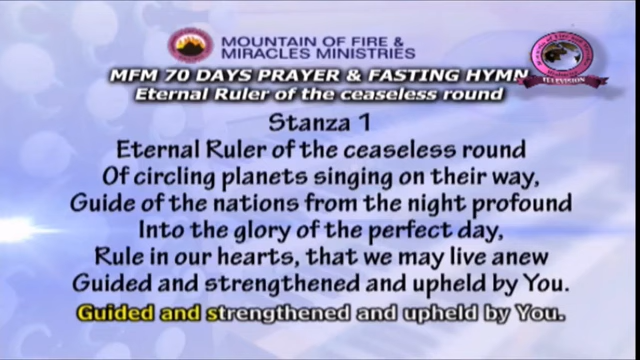 MOUNTAIN OF FIRE &
MIRACLES MINISTRIES
MFM 70 DAYS PRAYER & FASTING HYMN
TELEVISION
Eternal Ruler of the ceaseless round
Stanza 1
Eternal Ruler of the ceaseless round
Of circling planets singing on their way,
Guide of the nations from the night profound
Into the glory of the perfect day,
Rule in our hearts, that we may live anew
Guided and strengthened and upheld by You.
Guided and strengthened and upheld by You.